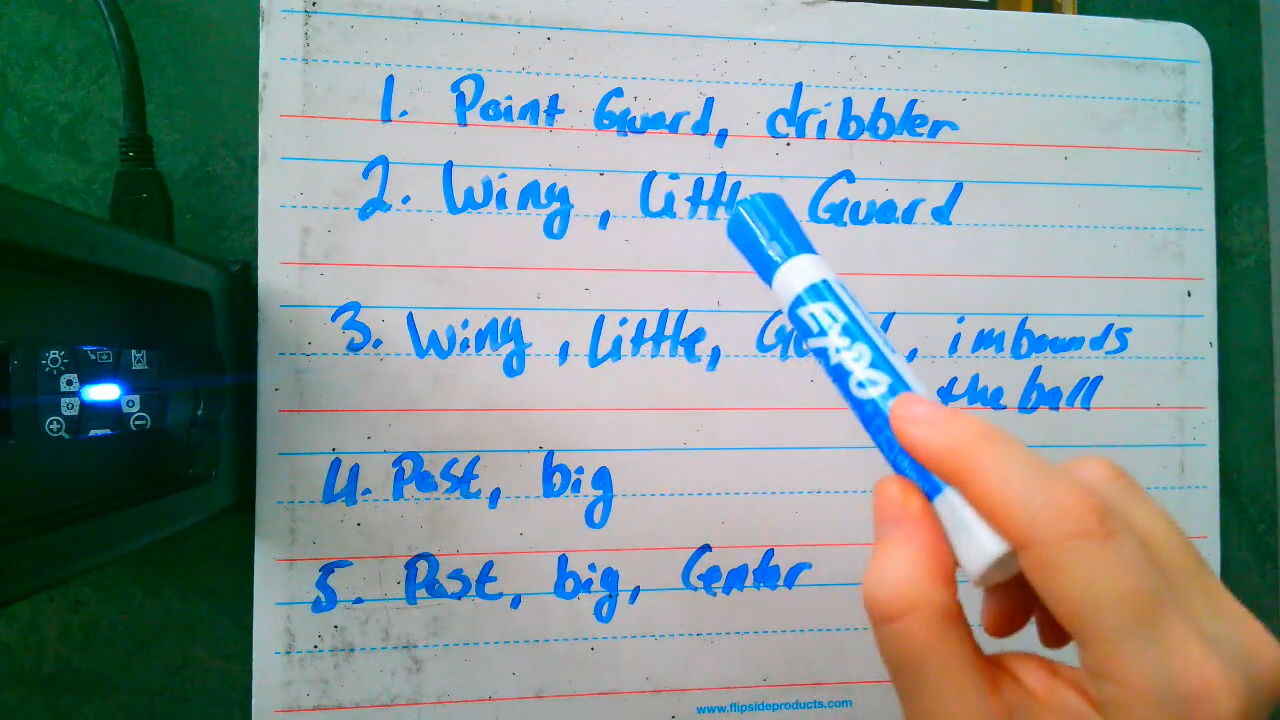 1. Point Guard, dribbler
2. Wing, Little Guard
3. Wing, Little, , imbounds
the ball
4. Post, big
5. Post, big, Center
EXPO
www.flipsideproducts.com